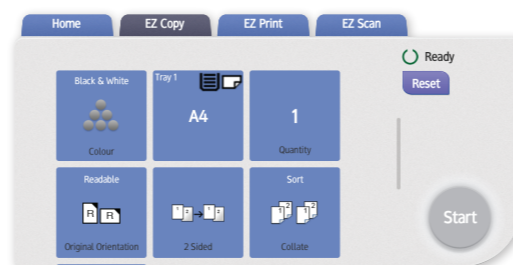 Home EZ Copy EZ Print EZ Scan
Ready
Reset
Black & White
Colour
Tray 1
A4
1
Quantity
Readable
R R
Original Orientation
1 2 1 2
2 Sided
Sort
1 2 1 2
Collate
Start